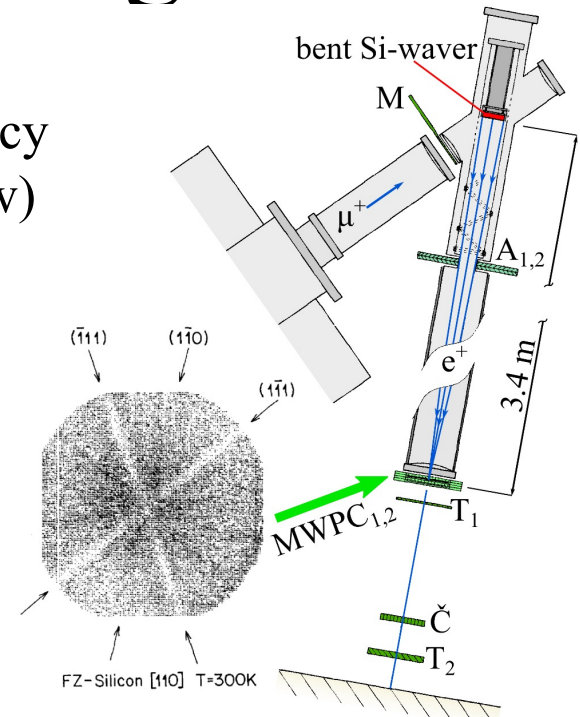 bent Si-waver
M
cy
v)
μ⁺
A₁,₂
e⁺
3.4 m
(1̄11) (11̄0)
(11̄1)
MWPC₁,₂
T₁
Č
T₂
FZ-Silicon [110] T=300K